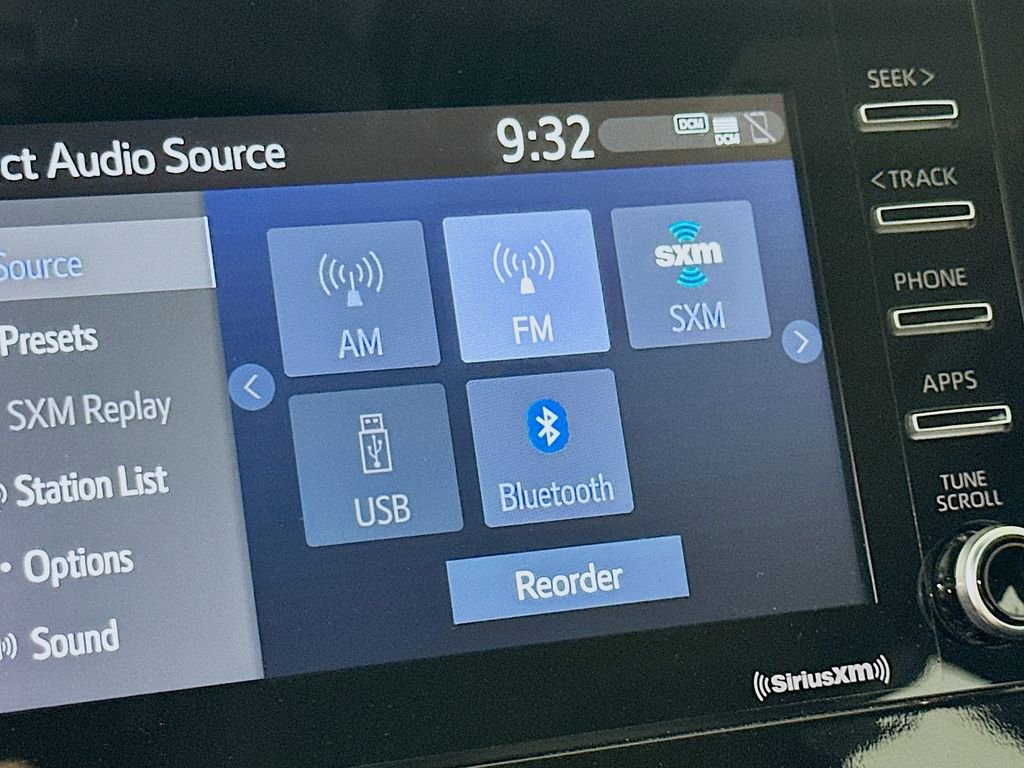 ct Audio Source
9:32
DCM
DCM
Source
Presets
SXM Replay
Station List
Options
Sound
AM
FM
sxm
SXM
USB
Bluetooth
Reorder
SEEK >
< TRACK
PHONE
APPS
TUNE
SCROLL
SiriusXM